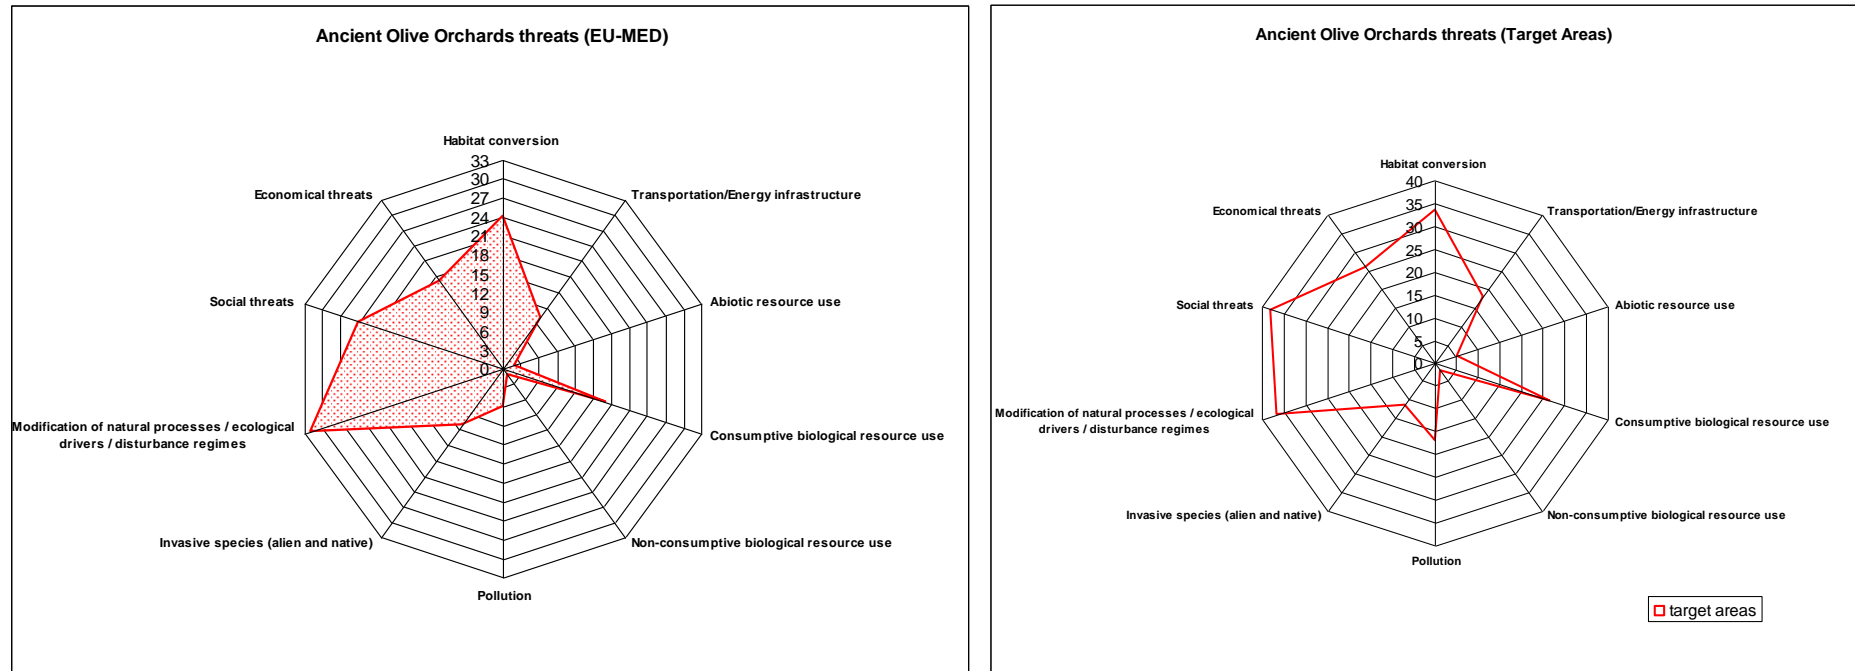 Ancient Olive Orchards threats (EU-MED)
Habitat conversion
33
30
27
24
21
18
15
12
9
6
3
0
Economical threats
Transportation/Energy infrastructure
Social threats
Abiotic resource use
Modification of natural processes / ecological
drivers / disturbance regimes
Consumptive biological resource use
Invasive species (alien and native)
Non-consumptive biological resource use
Pollution
Ancient Olive Orchards threats (Target Areas)
Habitat conversion
40
35
30
25
20
15
10
5
0
Economical threats
Transportation/Energy infrastructure
Social threats
Abiotic resource use
Modification of natural processes / ecological
drivers / disturbance regimes
Consumptive biological resource use
Invasive species (alien and native)
Non-consumptive biological resource use
Pollution
target areas